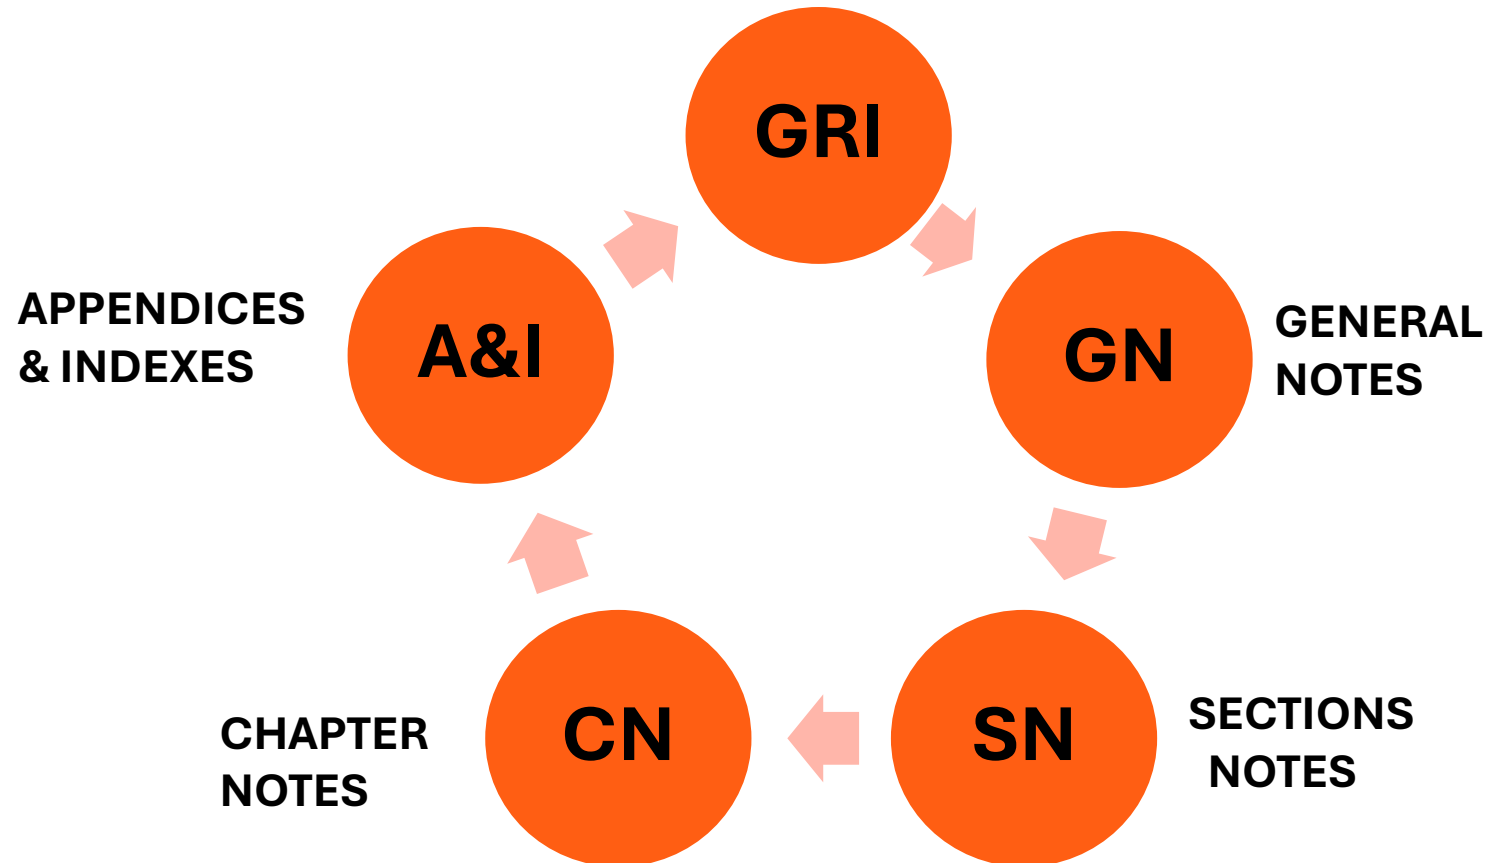 GRI
A&I
APPENDICES
& INDEXES
GN
GENERAL
NOTES
CN
CHAPTER
NOTES
SN
SECTIONS
NOTES